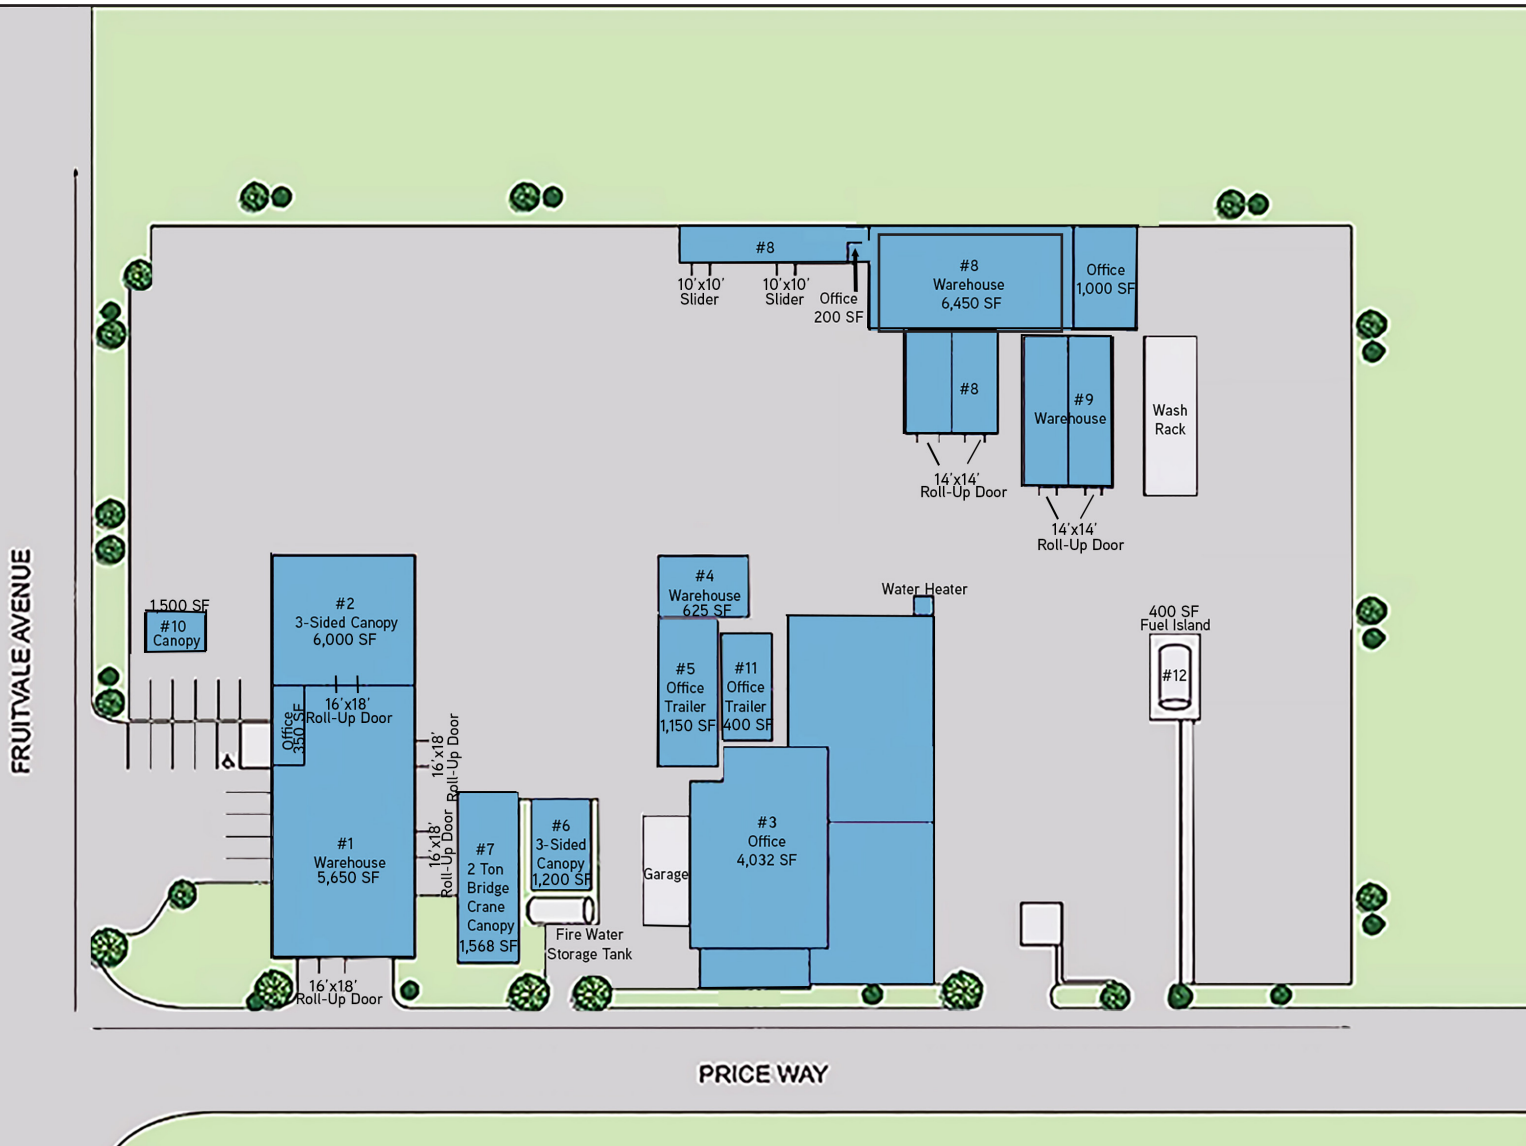 #8
10'x10'
Slider
10'x10'
Slider
Office
200 SF
#8
Warehouse
6,450 SF
Office
1,000 SF
#8
14'x14'
Roll-Up Door
#9
Warehouse
14'x14'
Roll-Up Door
Wash
Rack
FRUITVALE AVENUE
1,500 SF
#10
Canopy
#2
3-Sided Canopy
6,000 SF
16'x18'
Roll-Up Door
Office
350 SF
16'x18'
Roll-Up Door
16'x18'
Roll-Up Door
#1
Warehouse
5,650 SF
16'x18'
Roll-Up Door
#7
2 Ton
Bridge
Crane
Canopy
1,568 SF
#6
3-Sided
Canopy
1,200 SF
Fire Water
Storage Tank
#4
Warehouse
625 SF
#5
Office
Trailer
1,150 SF
#11
Office
Trailer
400 SF
Water Heater
#3
Office
4,032 SF
Garage
400 SF
Fuel Island
#12
PRICE WAY